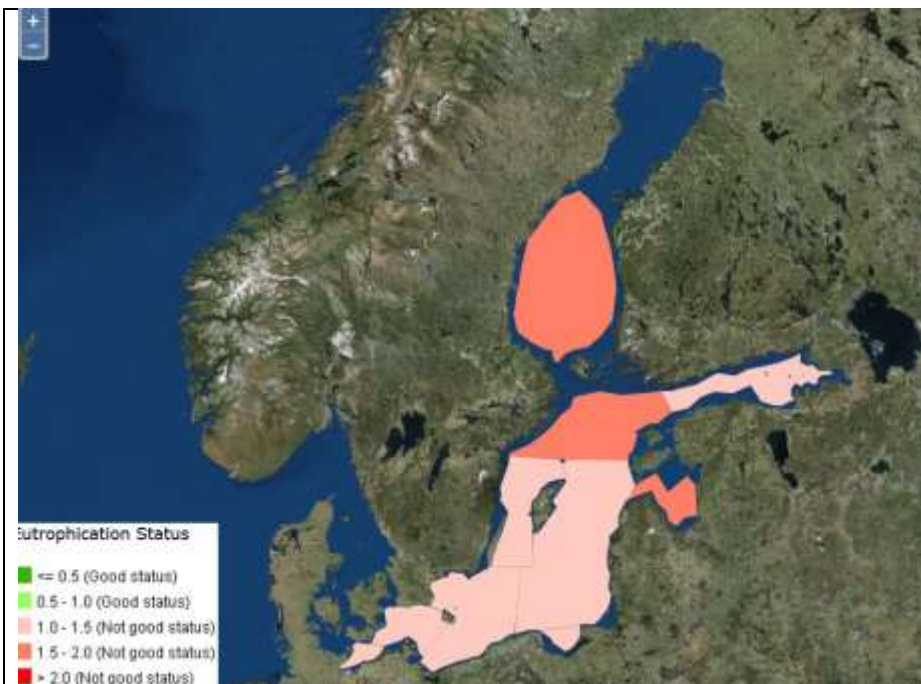 +
−
Eutrophication Status
<= 0.5 (Good status)
0.5 - 1.0 (Good status)
1.0 - 1.5 (Not good status)
1.5 - 2.0 (Not good status)
> 2.0 (Not good status)